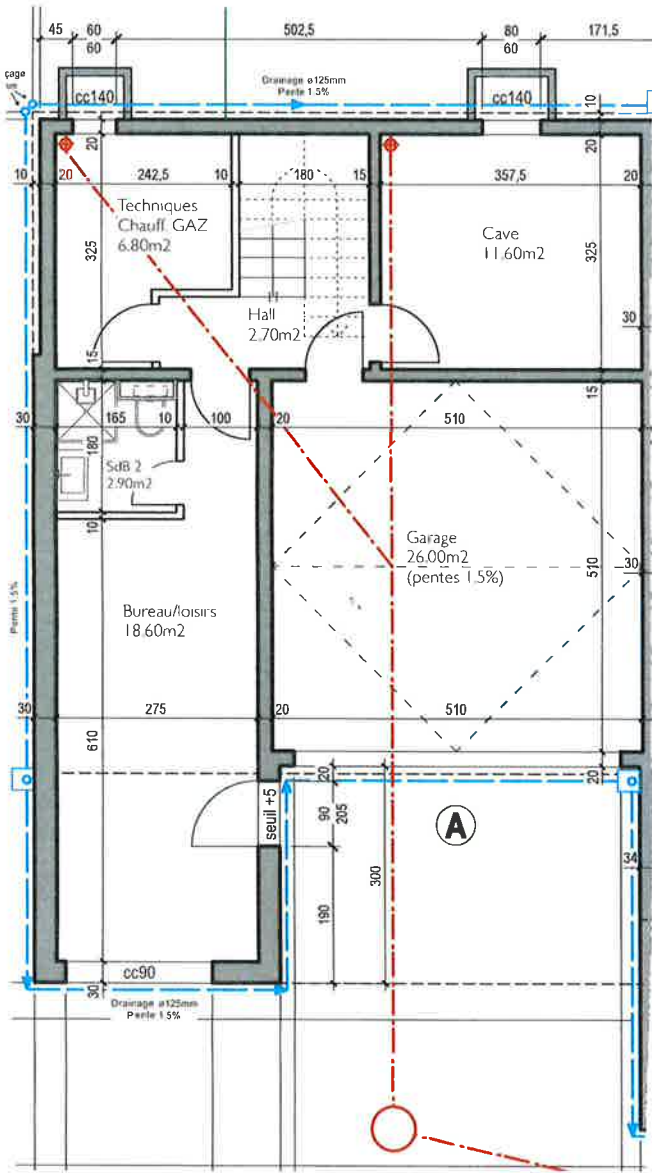 45
60
60
502,5
80
60
171,5
çage
Drainage ø125mm
Pente 1.5%
cc140
cc140
10
20
20
10
20
242,5
10
180
15
357,5
20
Techniques
Chauff. GAZ
6.80m2
Cave
11.60m2
325
325
Hall
2.70m2
30
15
15
30
165
10
100
20
510
180
SdB 2
2.90m2
10
Garage
26.00m2
(pentes 1.5%)
510
30
Pente 1.5%
Bureau/loisirs
18.60m2
30
275
20
510
610
20
20
seuil +5
90
205
A
300
34
190
cc90
30
Drainage ø125mm
Pente 1.5%